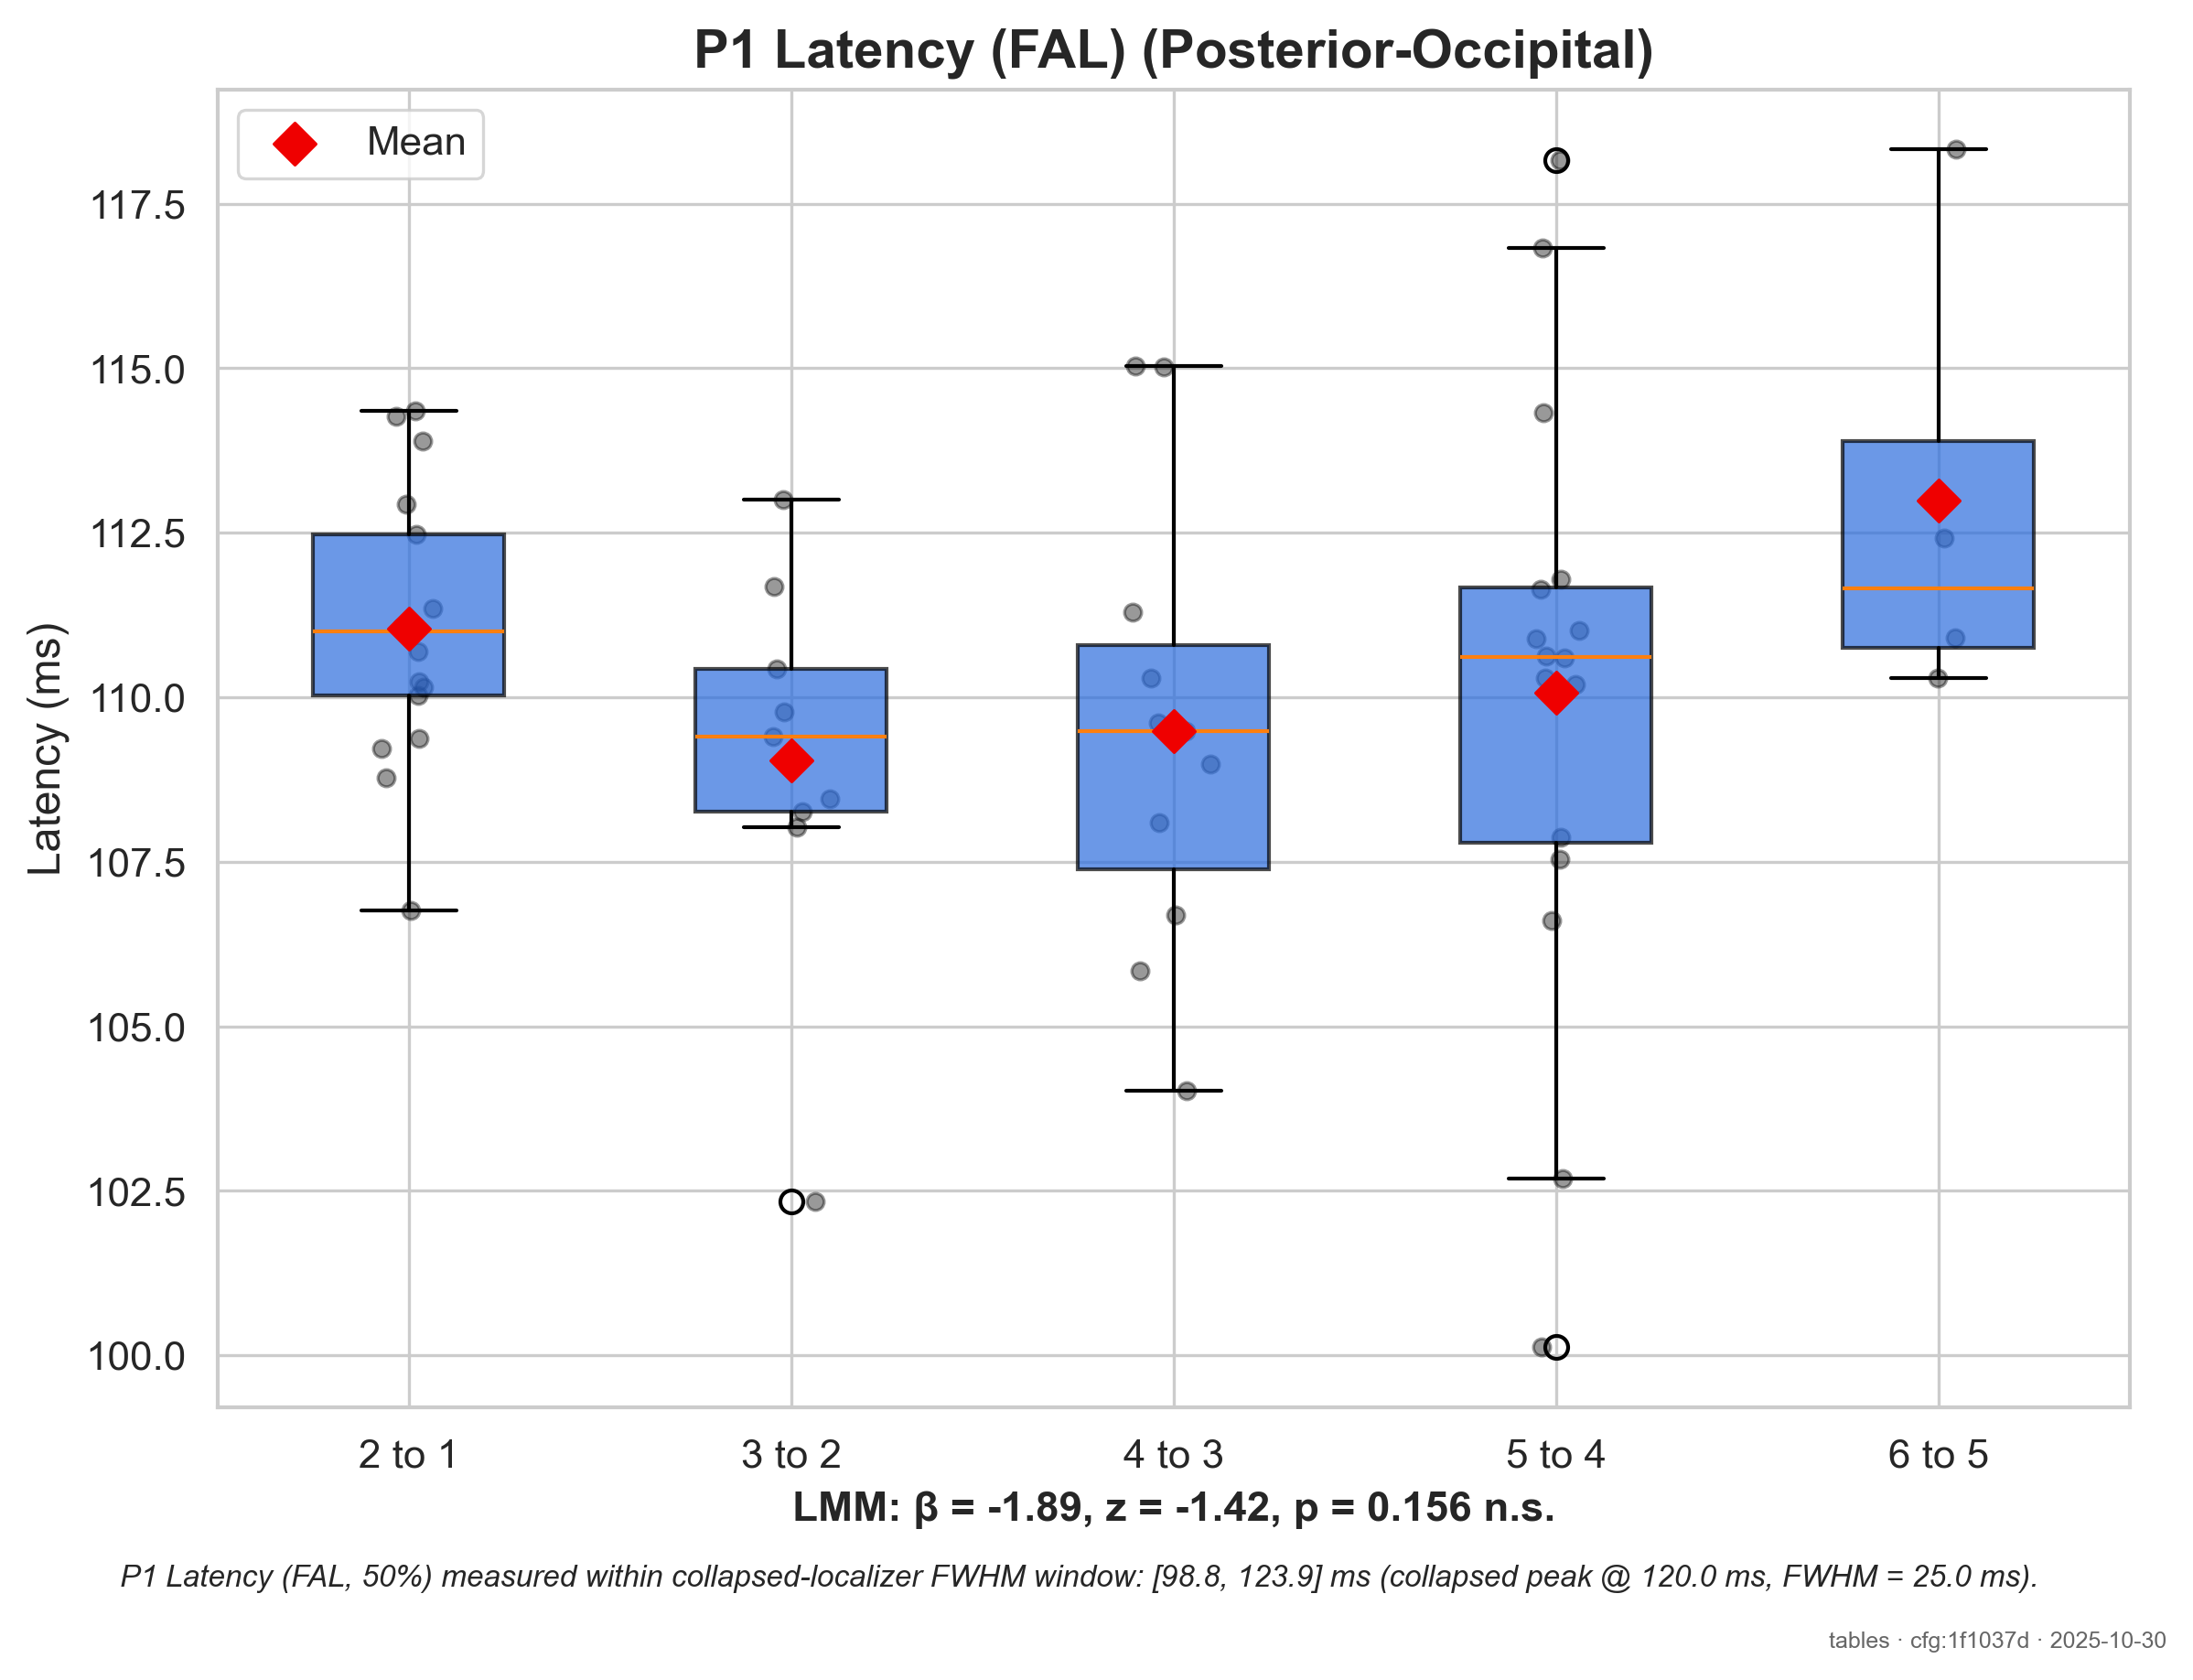 P1 Latency (FAL) (Posterior-Occipital)
Mean
Latency (ms)
117.5
115.0
112.5
110.0
107.5
105.0
102.5
100.0
2 to 1
3 to 2
4 to 3
5 to 4
6 to 5
LMM: β = -1.89, z = -1.42, p = 0.156 n.s.
P1 Latency (FAL, 50%) measured within collapsed-localizer FWHM window: [98.8, 123.9] ms (collapsed peak @ 120.0 ms, FWHM = 25.0 ms).
tables · cfg:1f1037d · 2025-10-30